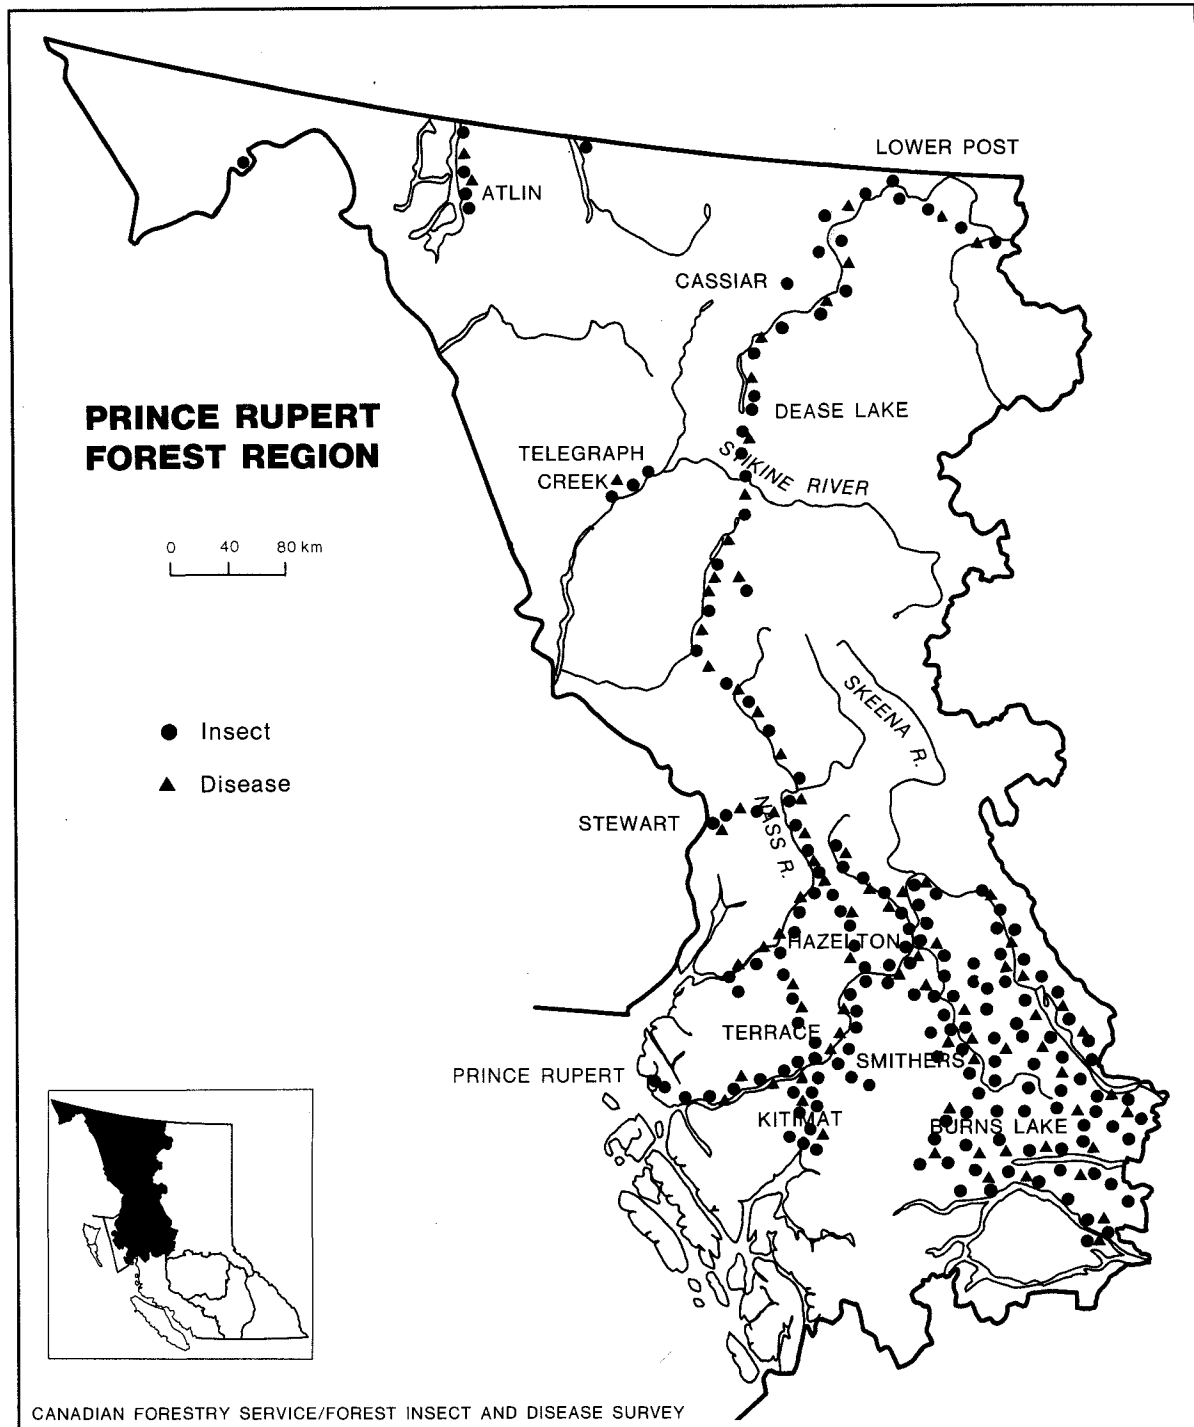 LOWER POST
ATLIN
CASSIAR
PRINCE RUPERT
FOREST REGION
DEASE LAKE
TELEGRAPH
CREEK
STIKINE RIVER
0 40 80 km
SKEENA R.
Insect
Disease
NASS R.
STEWART
HAZELTON
TERRACE
SMITHERS
PRINCE RUPERT
KITIMAT
BURNS LAKE
CANADIAN FORESTRY SERVICE/FOREST INSECT AND DISEASE SURVEY